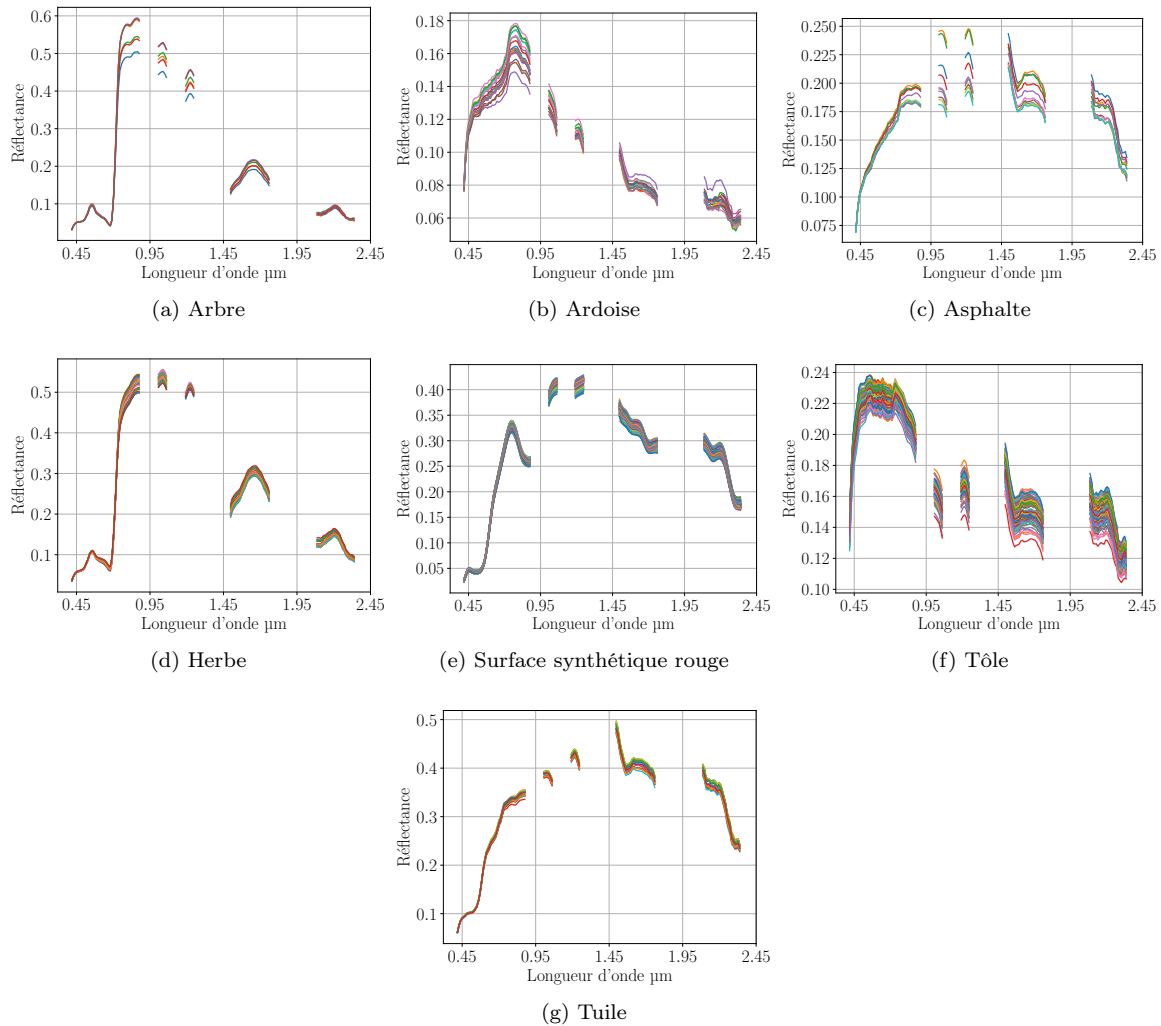 0.6
0.5
0.4
0.3
0.2
0.1
Réflectance
0.45 0.95 1.45 1.95 2.45
Longueur d'onde µm
(a) Arbre
0.18
0.16
0.14
0.12
0.10
0.08
0.06
Réflectance
0.45 0.95 1.45 1.95 2.45
Longueur d'onde µm
(b) Ardoise
0.250
0.225
0.200
0.175
0.150
0.125
0.100
0.075
Réflectance
0.45 0.95 1.45 1.95 2.45
Longueur d'onde µm
(c) Asphalte
0.5
0.4
0.3
0.2
0.1
Réflectance
0.45 0.95 1.45 1.95 2.45
Longueur d'onde µm
(d) Herbe
0.40
0.35
0.30
0.25
0.20
0.15
0.10
0.05
Réflectance
0.45 0.95 1.45 1.95 2.45
Longueur d'onde µm
(e) Surface synthétique rouge
0.24
0.22
0.20
0.18
0.16
0.14
0.12
0.10
Réflectance
0.45 0.95 1.45 1.95 2.45
Longueur d'onde µm
(f) Tôle
0.5
0.4
0.3
0.2
0.1
Réflectance
0.45 0.95 1.45 1.95 2.45
Longueur d'onde µm
(g) Tuile